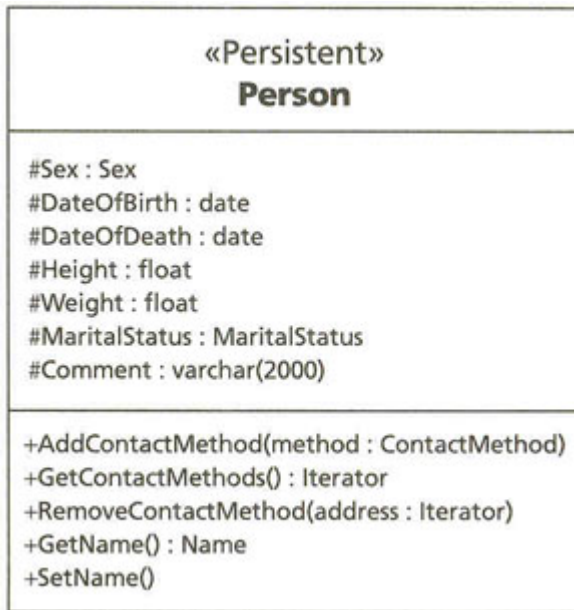 «Persistent»
Person
#Sex : Sex
#DateOfBirth : date
#DateOfDeath : date
#Height : float
#Weight : float
#MaritalStatus : MaritalStatus
#Comment : varchar(2000)
+AddContactMethod(method : ContactMethod)
+GetContactMethods() : Iterator
+RemoveContactMethod(address : Iterator)
+GetName() : Name
+SetName()